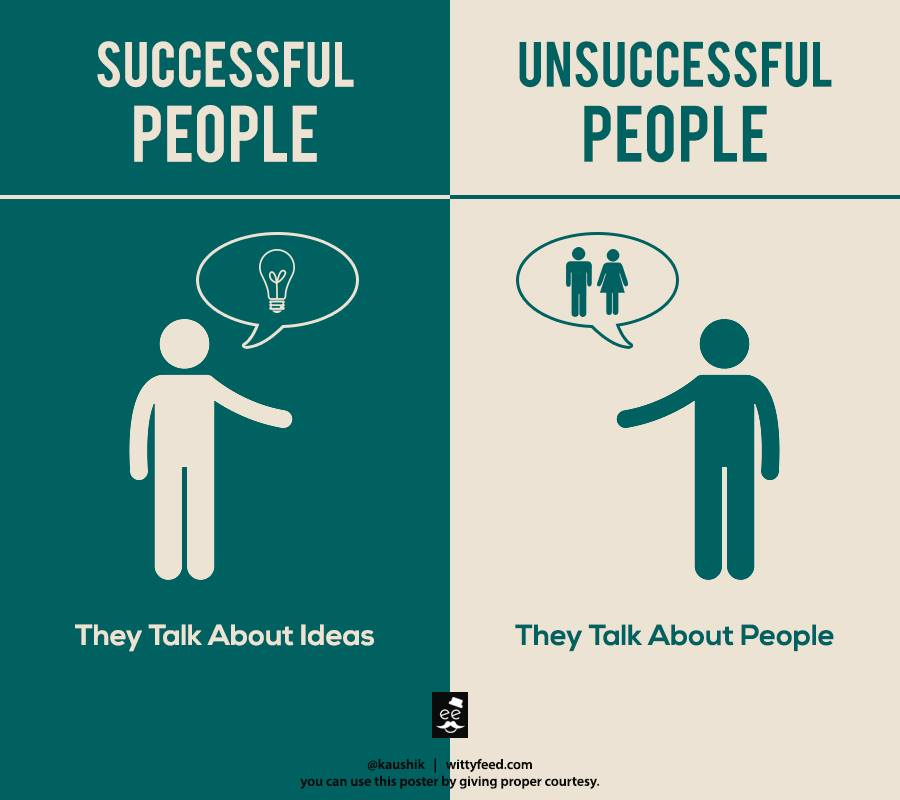 SUCCESSFUL
PEOPLE
They Talk About Ideas
UNSUCCESSFUL
PEOPLE
They Talk About People
ee
@kaushik | wittyfeed.com
you can use this poster by giving proper courtesy.